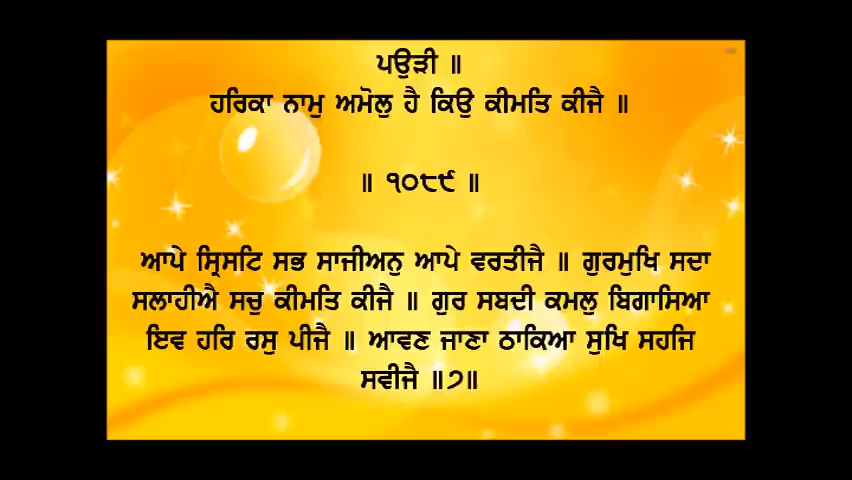 ਪਉੜੀ ॥
ਹਰਿਕਾ ਨਾਮੁ ਅਮੋਲੁ ਹੈ ਕਿਉ ਕੀਮਤਿ ਕੀਜੈ ॥
॥ ੧੦੮੯ ॥
ਆਪੇ ਸ੍ਰਿਸਟਿ ਸਭ ਸਾਜੀਅਨੁ ਆਪੇ ਵਰਤੀਜੈ ॥ ਗੁਰਮੁਖਿ ਸਦਾ
ਸਲਾਹੀਐ ਸਚੁ ਕੀਮਤਿ ਕੀਜੈ ॥ ਗੁਰ ਸਬਦੀ ਕਮਲੁ ਬਿਗਾਸਿਆ
ਇਵ ਹਰਿ ਰਸੁ ਪੀਜੈ ॥ ਆਵਣ ਜਾਣਾ ਠਾਕਿਆ ਸੁਖਿ ਸਹਜਿ
ਸਵੀਜੈ ॥੭॥